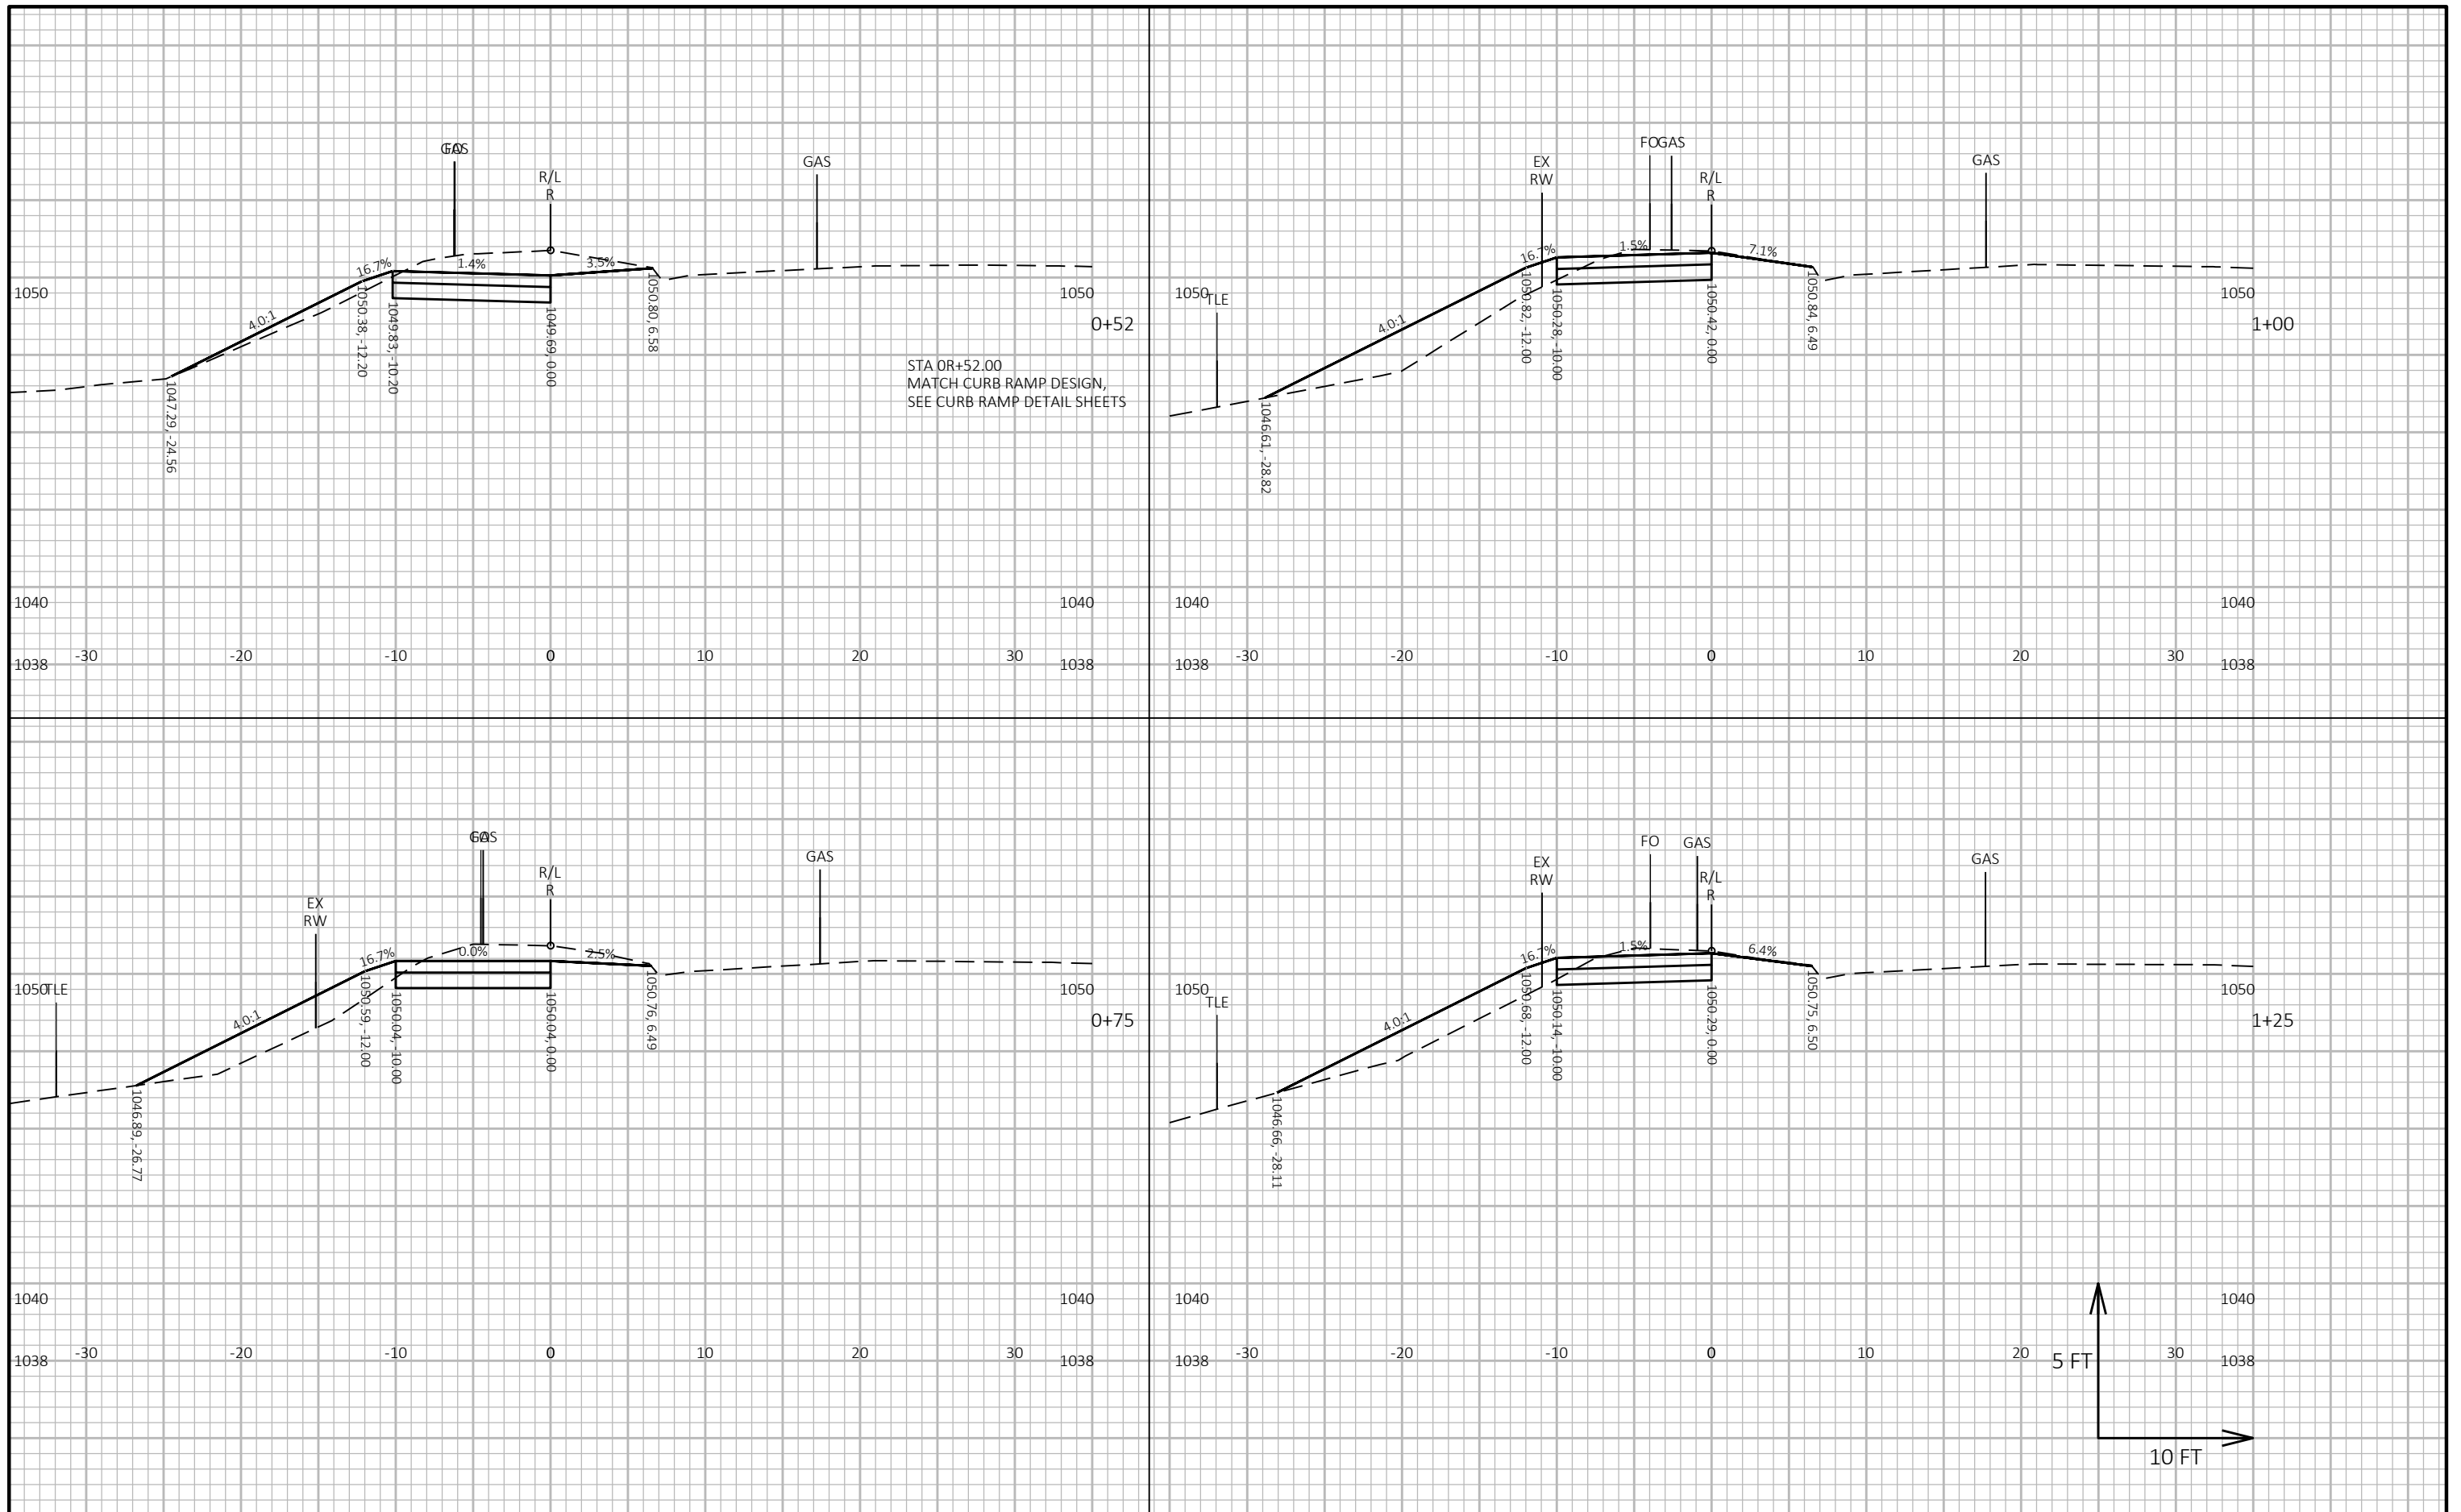 GAS
FO
R/L
R
GAS
16.7%
1.4%
3.5%
4.0:1
1050
1050
0+52
1047.29, -24.56
1050.38, -12.20
1049.83, -10.20
1049.69, 0.00
1050.80, 6.58
STA 0R+52.00
MATCH CURB RAMP DESIGN,
SEE CURB RAMP DETAIL SHEETS
1040
1040
-30
-20
-10
0
10
20
30
1038
1038
EX
RW
FO
GAS
R/L
R
GAS
16.7%
1.5%
7.1%
4.0:1
1050
TLE
1050
1+00
1046.61, -28.82
1050.82, -12.00
1050.28, -10.00
1050.42, 0.00
1050.84, 6.49
1040
1040
-30
-20
-10
0
10
20
30
1038
1038
EX
RW
GAS
FO
R/L
R
GAS
16.7%
0.0%
2.5%
4.0:1
1050
TLE
1050
0+75
1046.89, -26.77
1050.59, -12.00
1050.04, -10.00
1050.04, 0.00
1050.76, 6.49
1040
1040
-30
-20
-10
0
10
20
30
1038
1038
EX
RW
FO
GAS
R/L
R
GAS
16.7%
1.5%
6.4%
4.0:1
1050
TLE
1050
1+25
1046.66, -28.11
1050.68, -12.00
1050.14, -10.00
1050.29, 0.00
1050.75, 6.50
1040
1040
-30
-20
-10
0
10
20
30
1038
1038
5 FT
10 FT